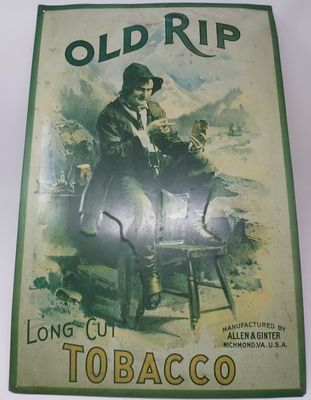 OLD RIP
LONG CUT
TOBACCO
MANUFACTURED BY
ALLEN & GINTER
RICHMOND, VA. U.S.A.